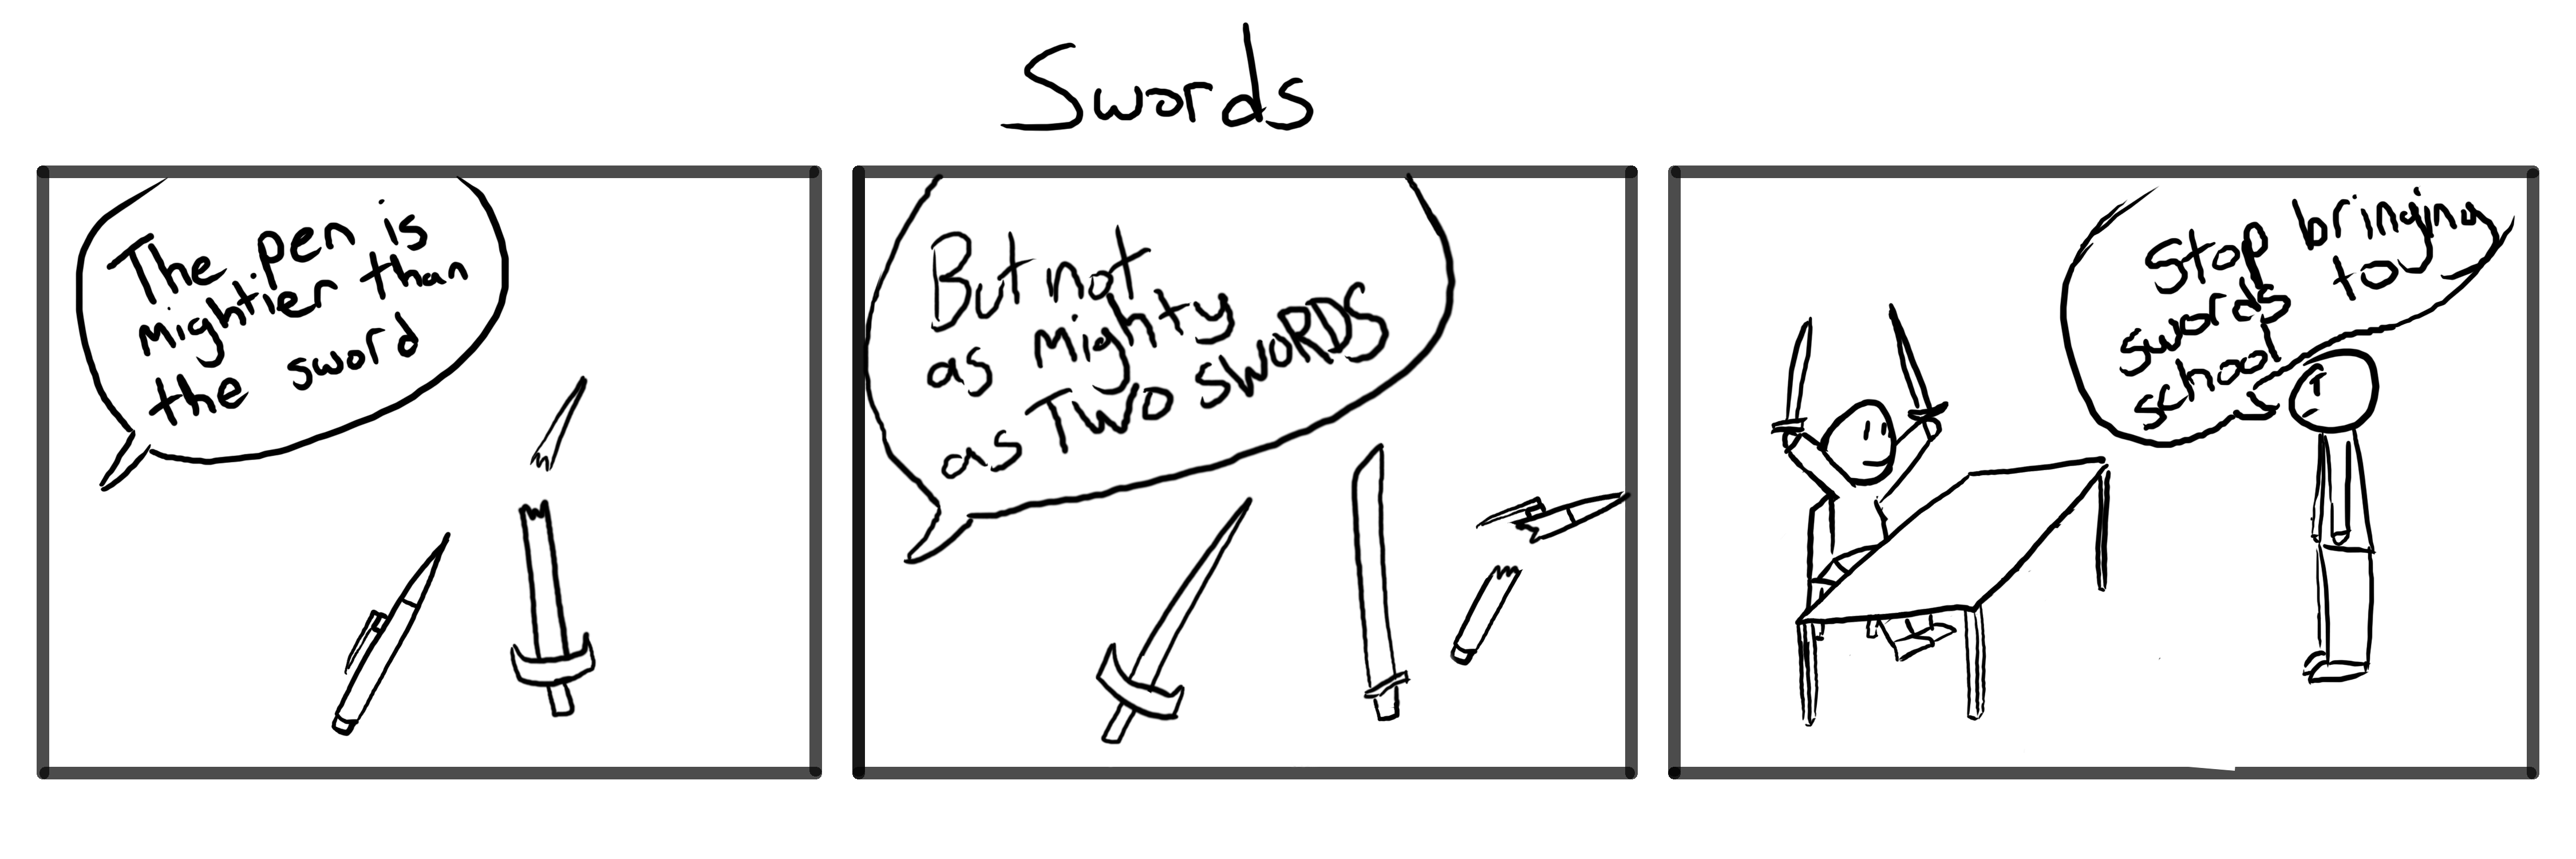 Swords
The pen is
mightier than
the sword
But not
as mighty
as TWO SWORDS
Stop bringing
swords to
school